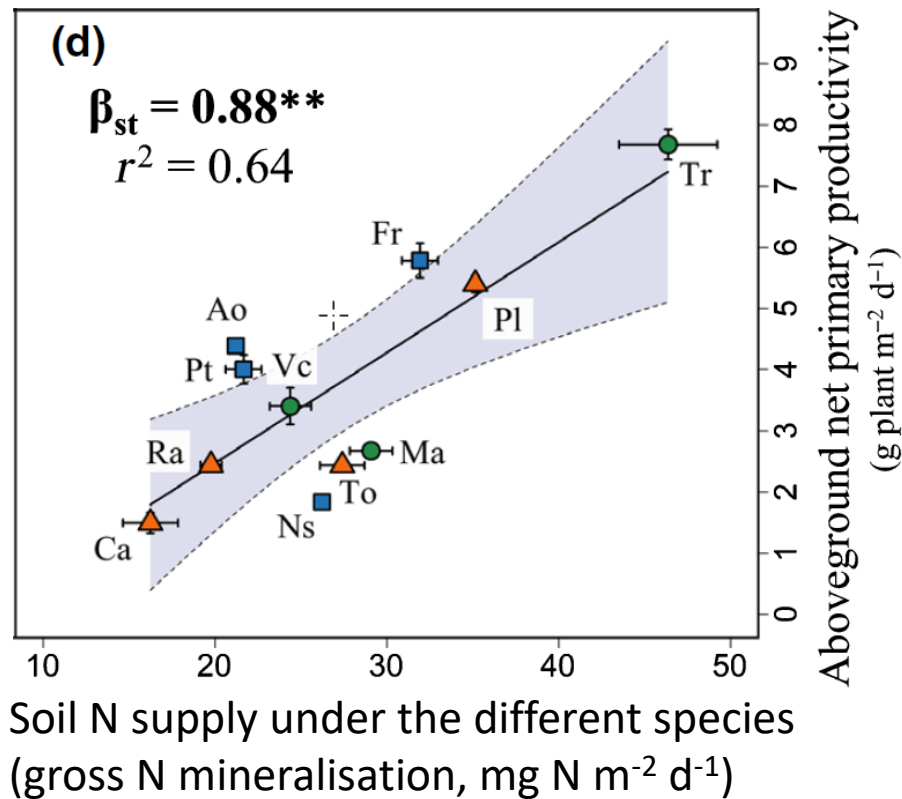 (d)
β_st = 0.88**
r² = 0.64
Tr
Fr
Pl
Ao
Pt
Vc
Ra
Ma
To
Ns
Ca
9
8
7
6
5
4
3
2
1
0
Aboveground net primary productivity
(g plant m⁻² d⁻¹)
10 20 30 40 50
Soil N supply under the different species
(gross N mineralisation, mg N m⁻² d⁻¹)